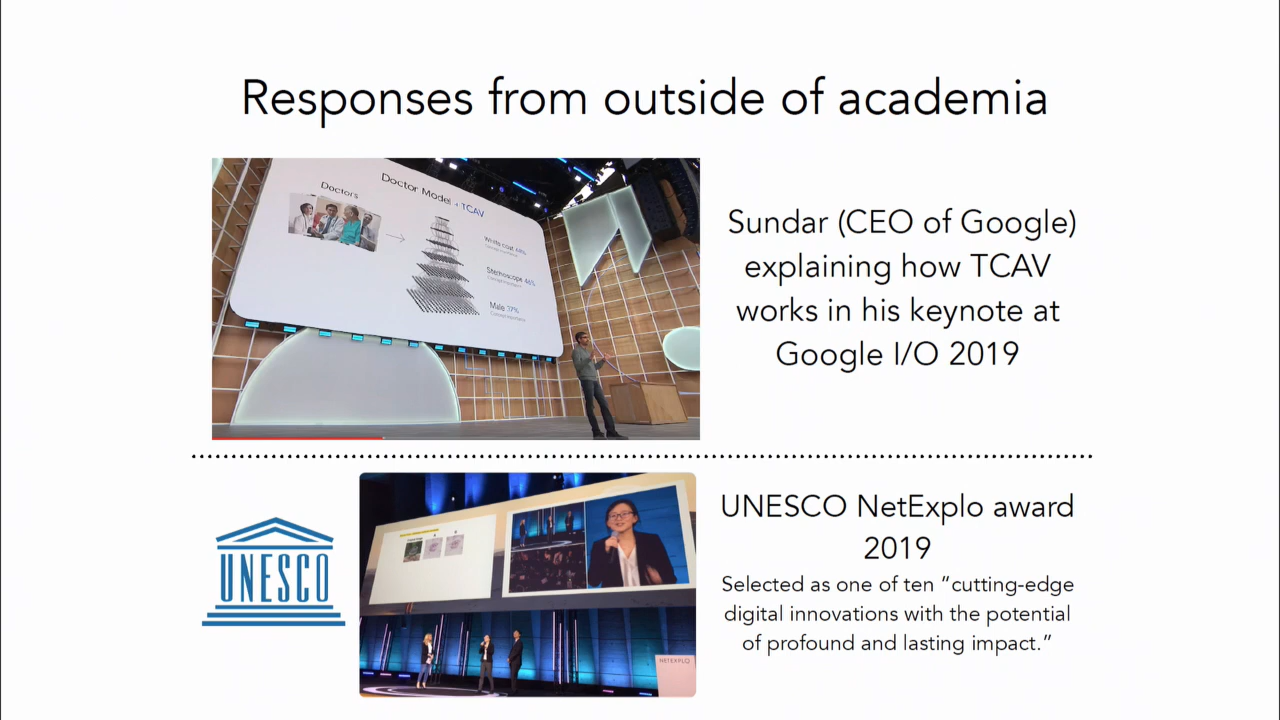 Responses from outside of academia
Doctor Model + TCAV
Doctors
White coat 64%
Stethoscope 46%
Male 37%
Sundar (CEO of Google)
explaining how TCAV
works in his keynote at
Google I/O 2019
UNESCO
NETEXPLO
UNESCO NetExplo award
2019
Selected as one of ten “cutting-edge
digital innovations with the potential
of profound and lasting impact.”